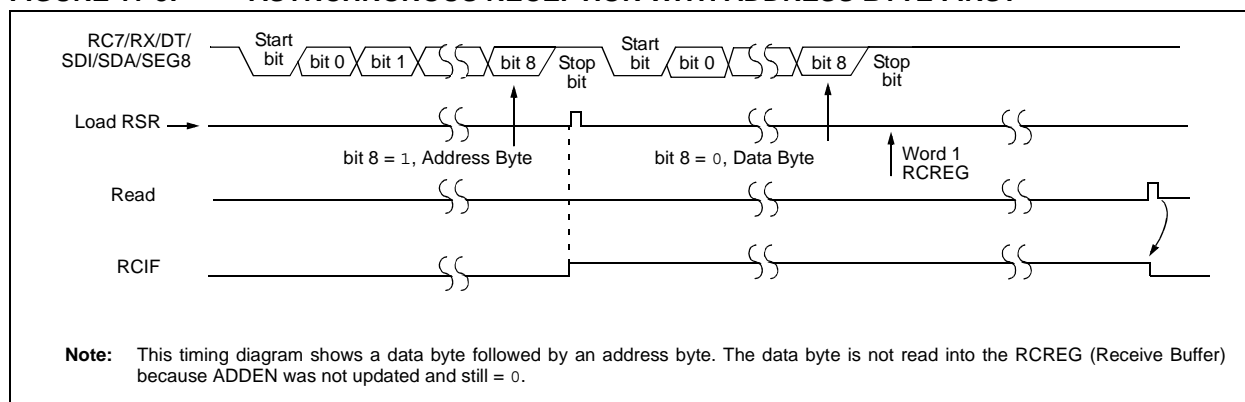 RC7/RX/DT/
SDI/SDA/SEG8
Start
bit
bit 0
bit 1
bit 8
Stop
bit
Start
bit
bit 0
bit 8
Stop
bit
Load RSR
bit 8 = 1, Address Byte
bit 8 = 0, Data Byte
Word 1
RCREG
Read
RCIF
Note: This timing diagram shows a data byte followed by an address byte. The data byte is not read into the RCREG (Receive Buffer)
because ADDEN was not updated and still = 0.